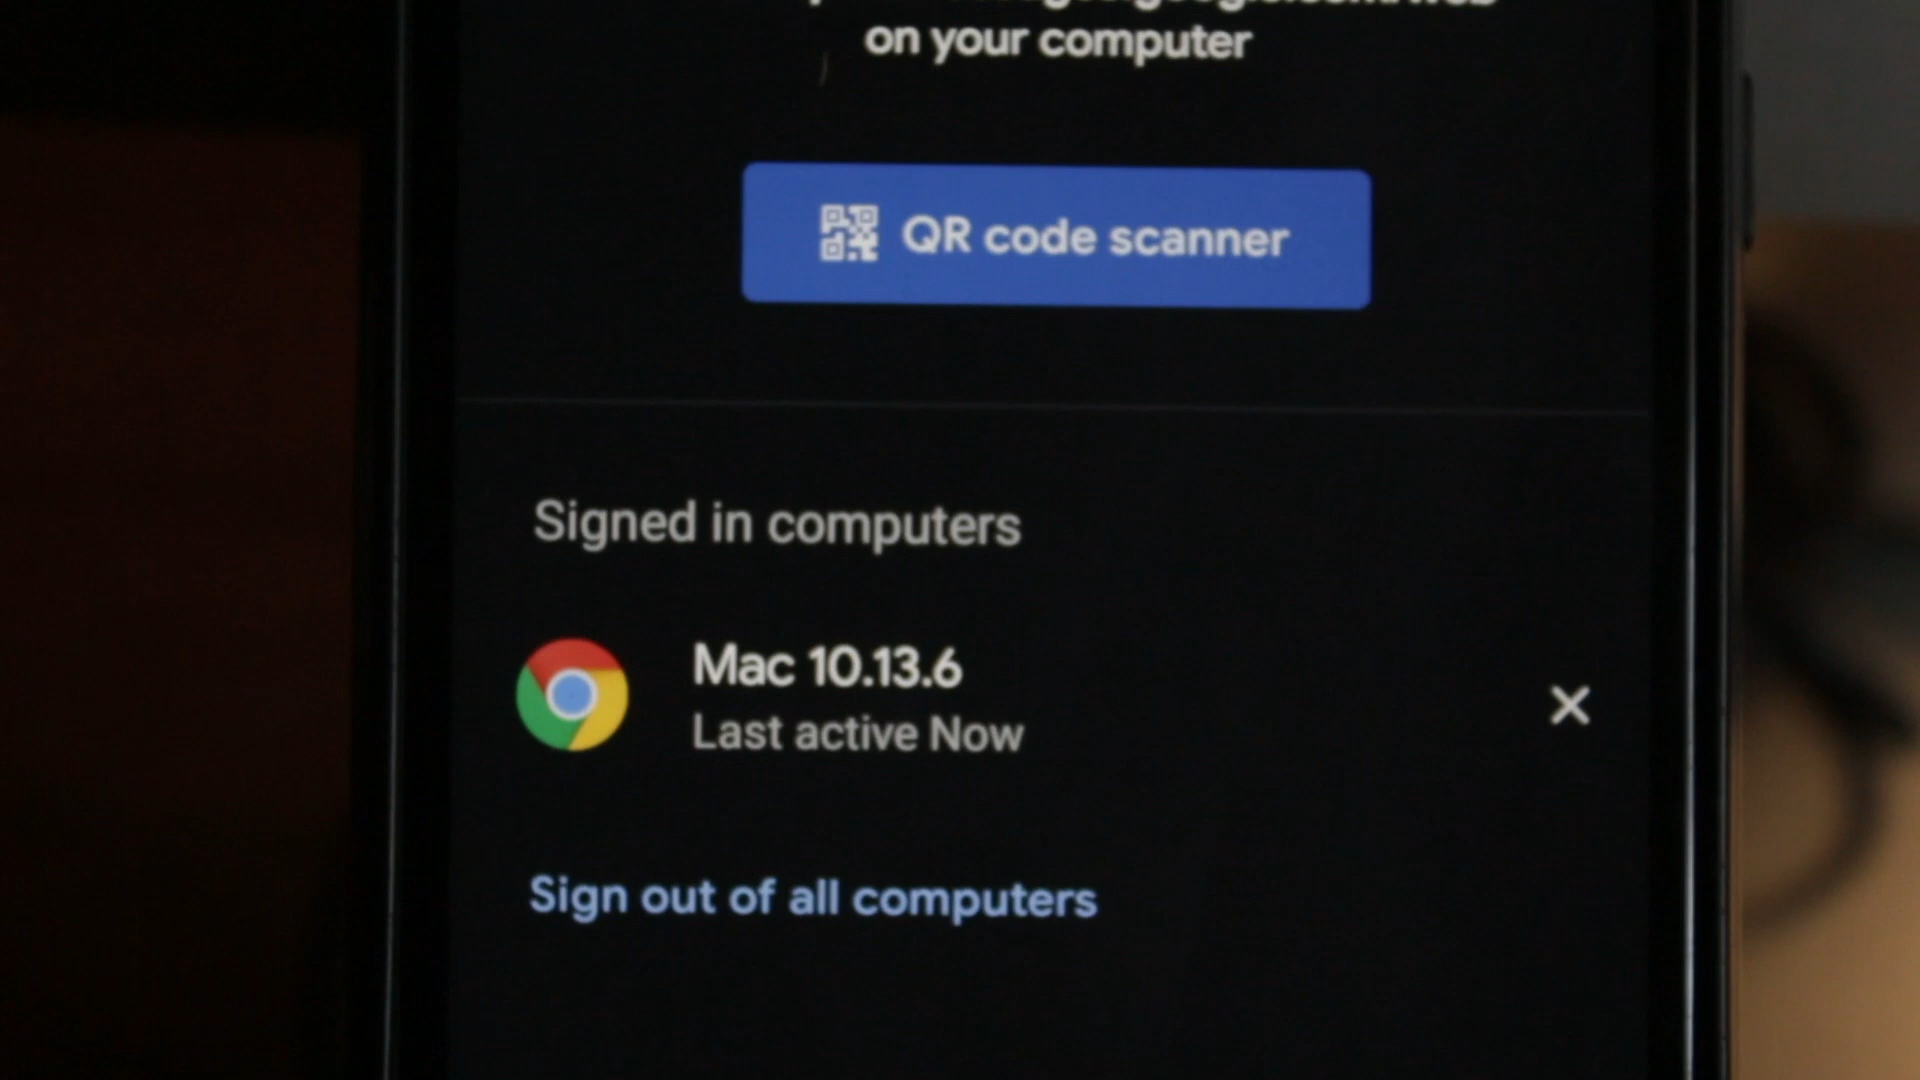 on your computer
QR code scanner
Signed in computers
Mac 10.13.6
Last active Now
Sign out of all computers